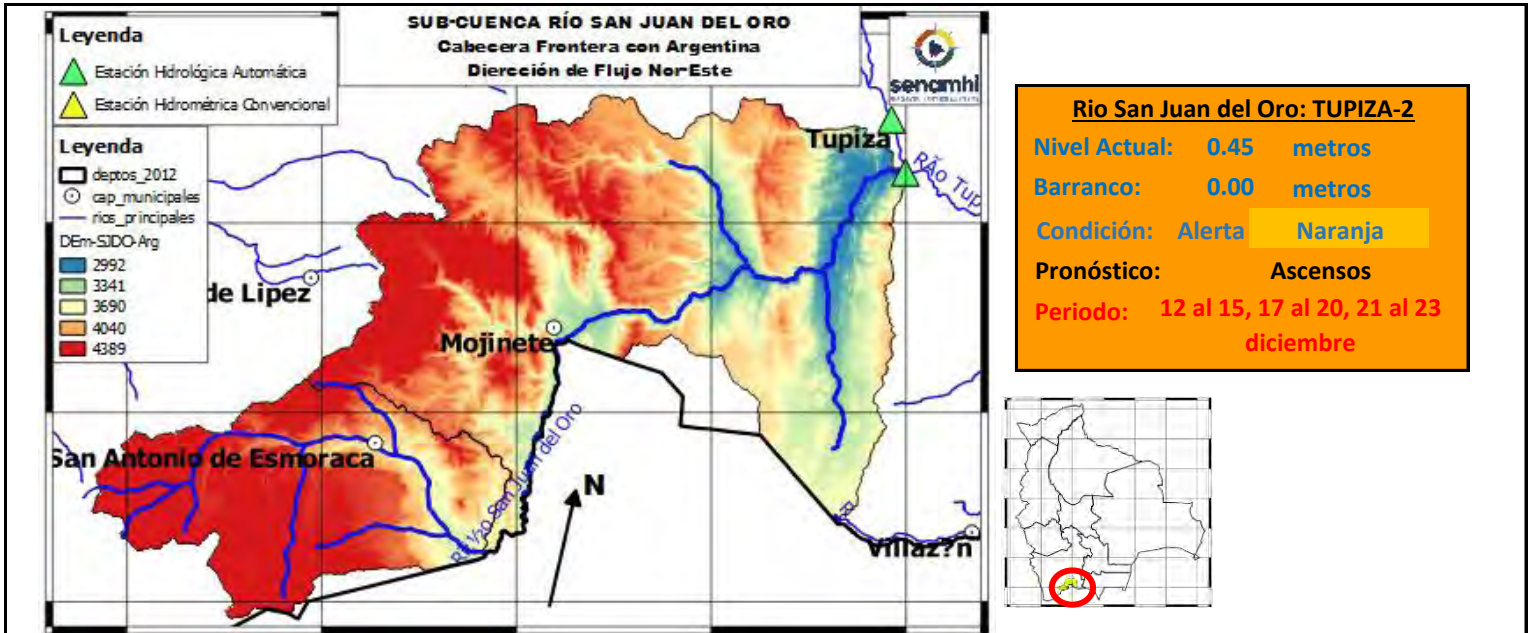 SUB-CUENCA RÍO SAN JUAN DEL ORO
Cabecera Frontera con Argentina
Diercción de Flujo Nor-Este
Leyenda
Estación Hidrológica Automática
Estación Hidrométrica Convencional
senamhi
Leyenda
deptos_2012
cap_municipales
rios_principales
DEm-SJDO-Arg
2992
3341
3690
4040
4389
Tupiza
RÃ­o Tup
de Lipez
Mojinete
San Antonio de Esmoraca
San Juan del Oro
N
Villaz?n
Rio San Juan del Oro: TUPIZA-2
Nivel Actual: 0.45 metros
Barranco: 0.00 metros
Condición: Alerta Naranja
Pronóstico: Ascensos
Periodo: 12 al 15, 17 al 20, 21 al 23
diciembre